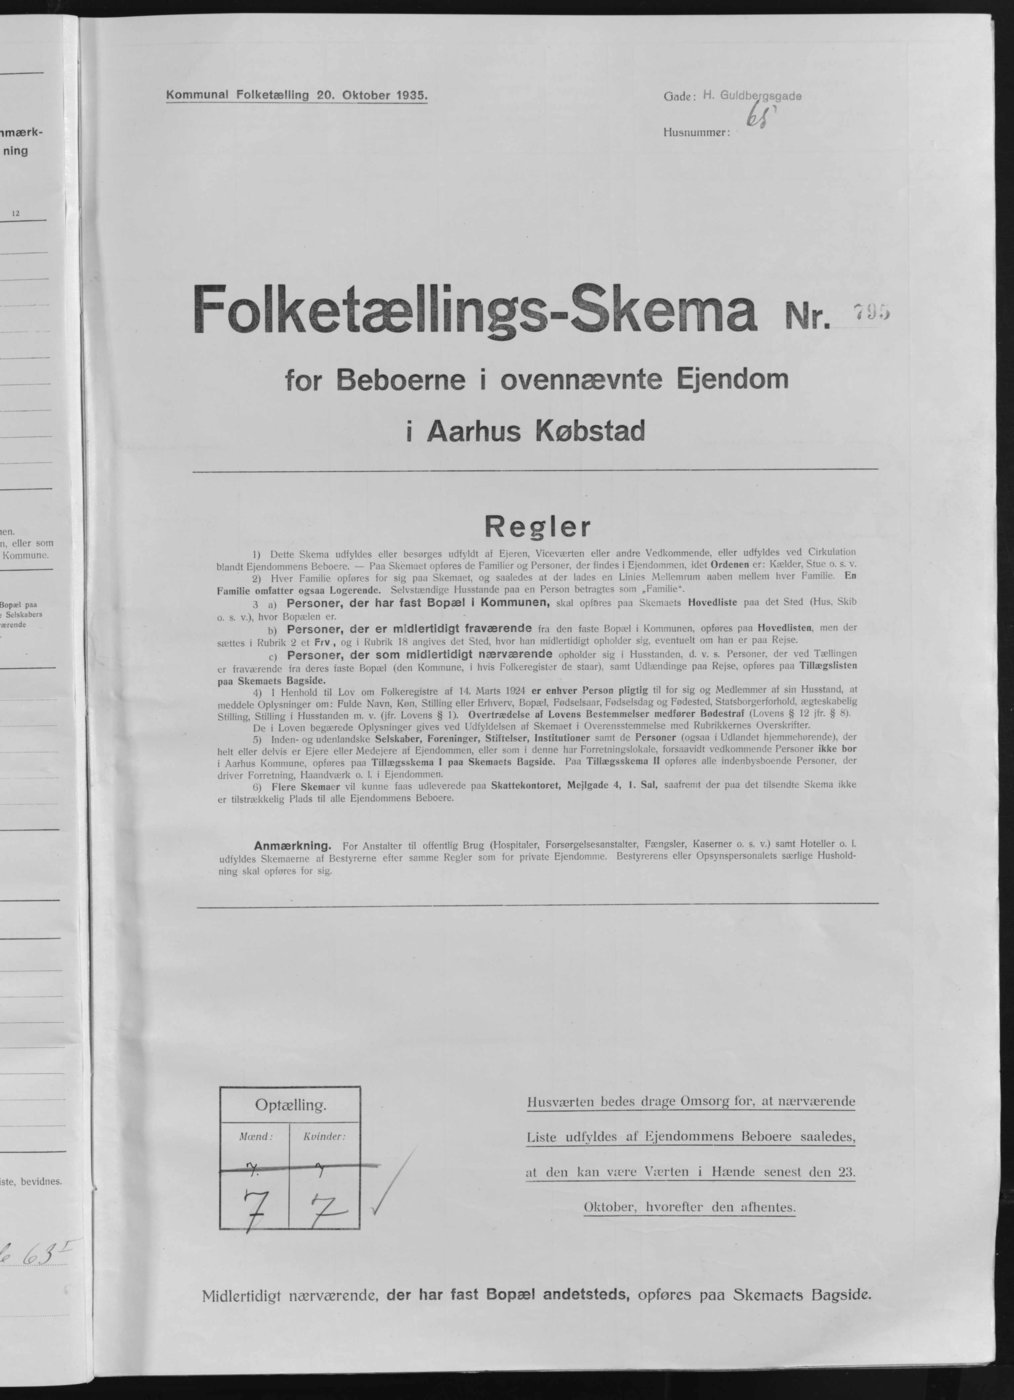 Kommunal Folketælling 20. Oktober 1935.
Gade: H. Guldbergsgade
Husnummer: 65
Folketællings-Skema Nr. 795
for Beboerne i ovennævnte Ejendom
i Aarhus Købstad
Regler
1) Dette Skema udfyldes eller besørges udfyldt af Ejeren, Viceværten eller andre Vedkommende, eller udfyldes ved Cirkulation
blandt Ejendommens Beboere. — Paa Skemaet opføres de Familier og Personer, der findes i Ejendommen, idet Ordenen er: Kælder, Stue o. s. v.
2) Hver Familie opføres for sig paa Skemaet, og saaledes at der lades en Linies Mellemrum aaben mellem hver Familie. En
Familie omfatter ogsaa Logerende. Selvstændige Husstande paa en Person betragtes som „Familie“.
3 a) Personer, der har fast Bopæl i Kommunen, skal opføres paa Skemaets Hovedliste paa det Sted (Hus, Skib
o. s. v.), hvor Bopælen er.
b) Personer, der er midlertidigt fraværende fra den faste Bopæl i Kommunen, opføres paa Hovedlisten, men der
sættes i Rubrik 2 et Frv., og i Rubrik 18 angives det Sted, hvor han midlertidigt opholder sig, eventuelt om han er paa Rejse.
c) Personer, der som midlertidigt nærværende opholder sig i Husstanden, d. v. s. Personer, der ved Tællingen
er fraværende fra deres faste Bopæl (den Kommune, i hvis Folkeregister de staar), samt Udlændinge paa Rejse, opføres paa Tillægslisten
paa Skemaets Bagside.
4) I Henhold til Lov om Folkeregistre af 14. Marts 1924 er enhver Person pligtig til for sig og Medlemmer af sin Husstand, at
meddele Oplysninger om: Fulde Navn, Køn, Stilling eller Erhverv, Bopæl, Fødselsaar, Fødselsdag og Fødested, Statsborgerforhold, ægteskabelig
Stilling, Stilling i Husstanden m. v. (jfr. Lovens § 1). Overtrædelse af Lovens Bestemmelser medfører Bødestraf (Lovens § 12 jfr. § 8).
De i Loven begærede Oplysninger gives ved Udfyldelsen af Skemaet i Overensstemmelse med Rubrikkernes Overskrifter.
5) Inden- og udenlandske Selskaber, Foreninger, Stiftelser, Institutioner samt de Personer (ogsaa i Udlandet hjemmehørende), der
helt eller delvis er Ejere eller Medejere af Ejendommen, eller som i denne har Forretningslokale, forsaavidt vedkommende Personer ikke bor
i Aarhus Kommune, opføres paa Tillægsskema I paa Skemaets Bagside. Paa Tillægsskema II opføres alle indenbysboende Personer, der
driver Forretning, Haandværk o. l. i Ejendommen.
6) Flere Skemaer vil kunne faas udleverede paa Skattekontoret, Mejlgade 4, 1. Sal, saafremt der paa det tilsendte Skema ikke
er tilstrækkelig Plads til alle Ejendommens Beboere.
Anmærkning. For Anstalter til offentlig Brug (Hospitaler, Forsørgelsesanstalter, Fængsler, Kaserner o. s. v.) samt Hoteller o. l.
udfyldes Skemaerne af Bestyrerne efter samme Regler som for private Ejendomme. Bestyrerens eller Opsynspersonalets særlige Hushold-
ning skal opføres for sig.
Optælling.
Mænd: Kvinder:
7. 7
7 7
Husværten bedes drage Omsorg for, at nærværende
Liste udfyldes af Ejendommens Beboere saaledes,
at den kan være Værten i Hænde senest den 23.
Oktober, hvorefter den afhentes.
Midlertidigt nærværende, der har fast Bopæl andetsteds, opføres paa Skemaets Bagside.
nmærk-
ning
12
n, eller som
Kommune.
Bopæl paa
Selskabers
iste, bevidnes.
63 I